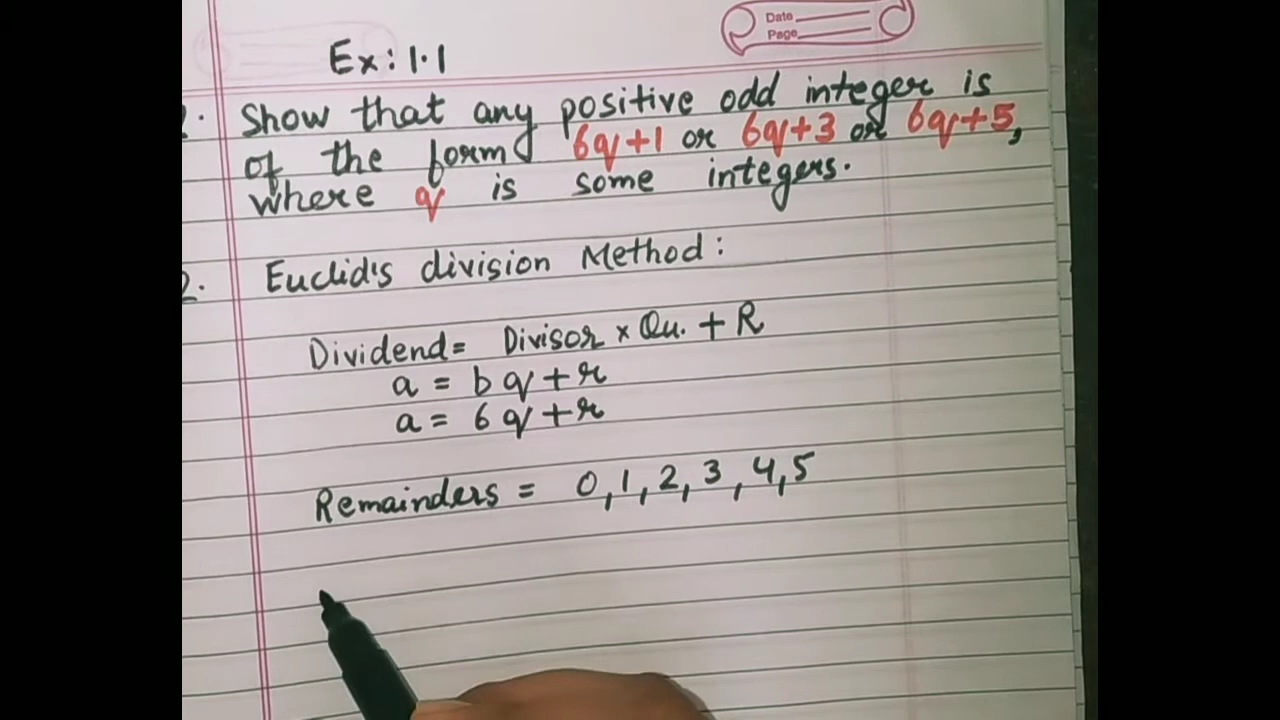 Date
Page
Ex: 1.1
Show that any positive odd integer is
of the form 6q+1 or 6q+3 or 6q+5,
where q is some integers.
2. Euclid's division Method:
Dividend= Divisor × Qu. + R
a = bq+r
a = 6q+r
Remainders = 0,1,2,3,4,5